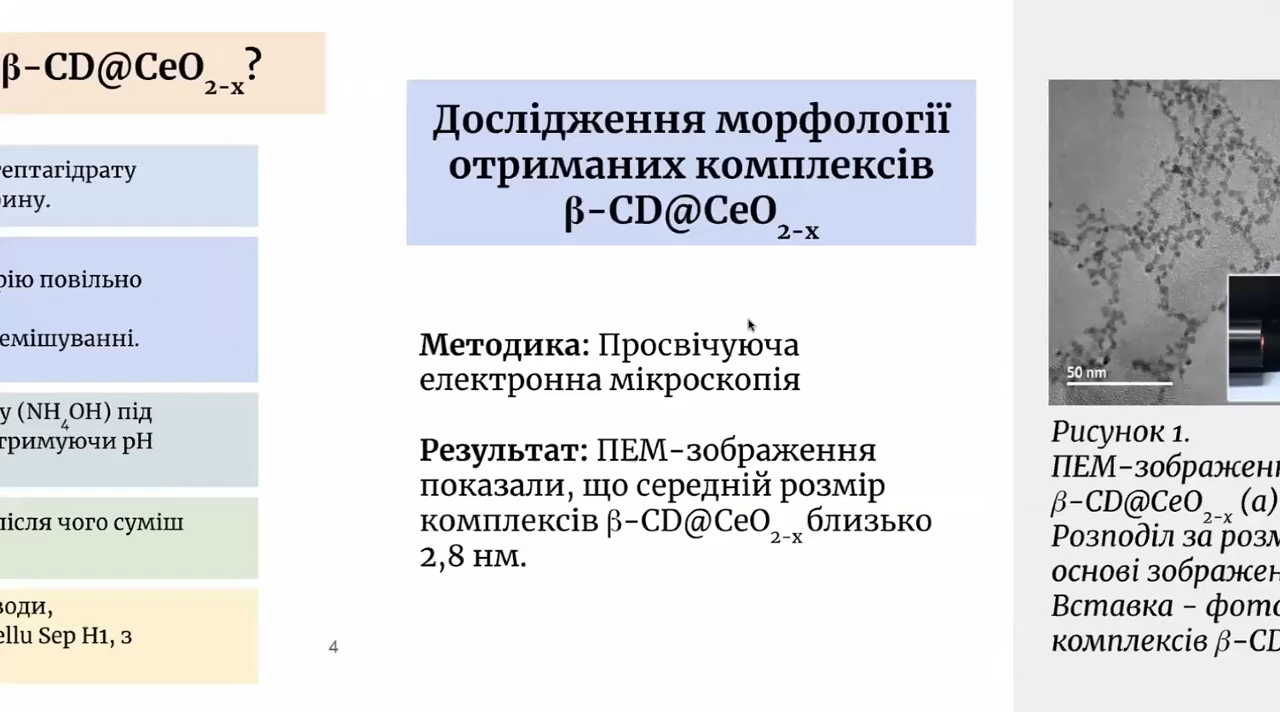 β-CD@CeO2-x?
гептагідрату
повільно
емішуванні.
у (NH4OH) під
тримуючи pH
після чого суміш
води,
ellu Sep H1, з
4
Дослідження морфології
отриманих комплексів
β-CD@CeO2-x
Методика: Просвічуюча
електронна мікроскопія
Результат: ПЕМ-зображення
показали, що середній розмір
комплексів β-CD@CeO2-x близько
2,8 нм.
50 nm
Рисунок 1.
ПЕМ-зображен
β-CD@CeO2-x (a)
Розподіл за розм
основі зображен
Вставка - фото
комплексів β-CD